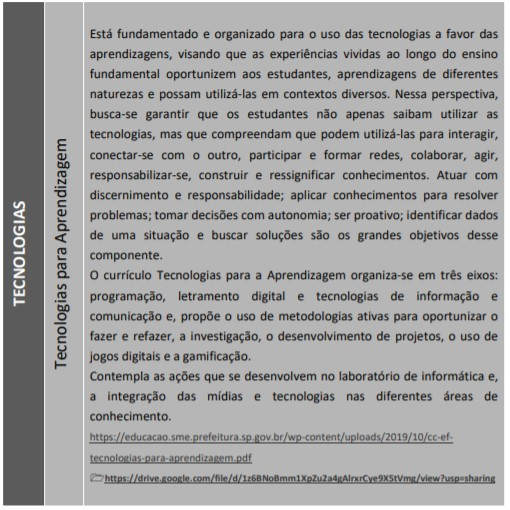 TECNOLOGIAS
Tecnologias para Aprendizagem
Está fundamentado e organizado para o uso das tecnologias a favor das
aprendizagens, visando que as experiências vividas ao longo do ensino
fundamental oportunizem aos estudantes, aprendizagens de diferentes
naturezas e possam utilizá-las em contextos diversos. Nessa perspectiva,
busca-se garantir que os estudantes não apenas saibam utilizar as
tecnologias, mas que compreendam que podem utilizá-las para interagir,
conectar-se com o outro, participar e formar redes, colaborar, agir,
responsabilizar-se, construir e ressignificar conhecimentos. Atuar com
discernimento e responsabilidade; aplicar conhecimentos para resolver
problemas; tomar decisões com autonomia; ser proativo; identificar dados
de uma situação e buscar soluções são os grandes objetivos desse
componente.
O currículo Tecnologias para a Aprendizagem organiza-se em três eixos:
programação, letramento digital e tecnologias de informação e
comunicação e, propõe o uso de metodologias ativas para oportunizar o
fazer e refazer, a investigação, o desenvolvimento de projetos, o uso de
jogos digitais e a gamificação.
Contempla as ações que se desenvolvem no laboratório de informática e,
a integração das mídias e tecnologias nas diferentes áreas de
conhecimento.
https://educacao.sme.prefeitura.sp.gov.br/wp-content/uploads/2019/10/cc-ef-
tecnologias-para-aprendizagem.pdf
https://drive.google.com/file/d/1z6BNoBmm1XpZu2a4gAlrxrCye9X5tVmg/view?usp=sharing